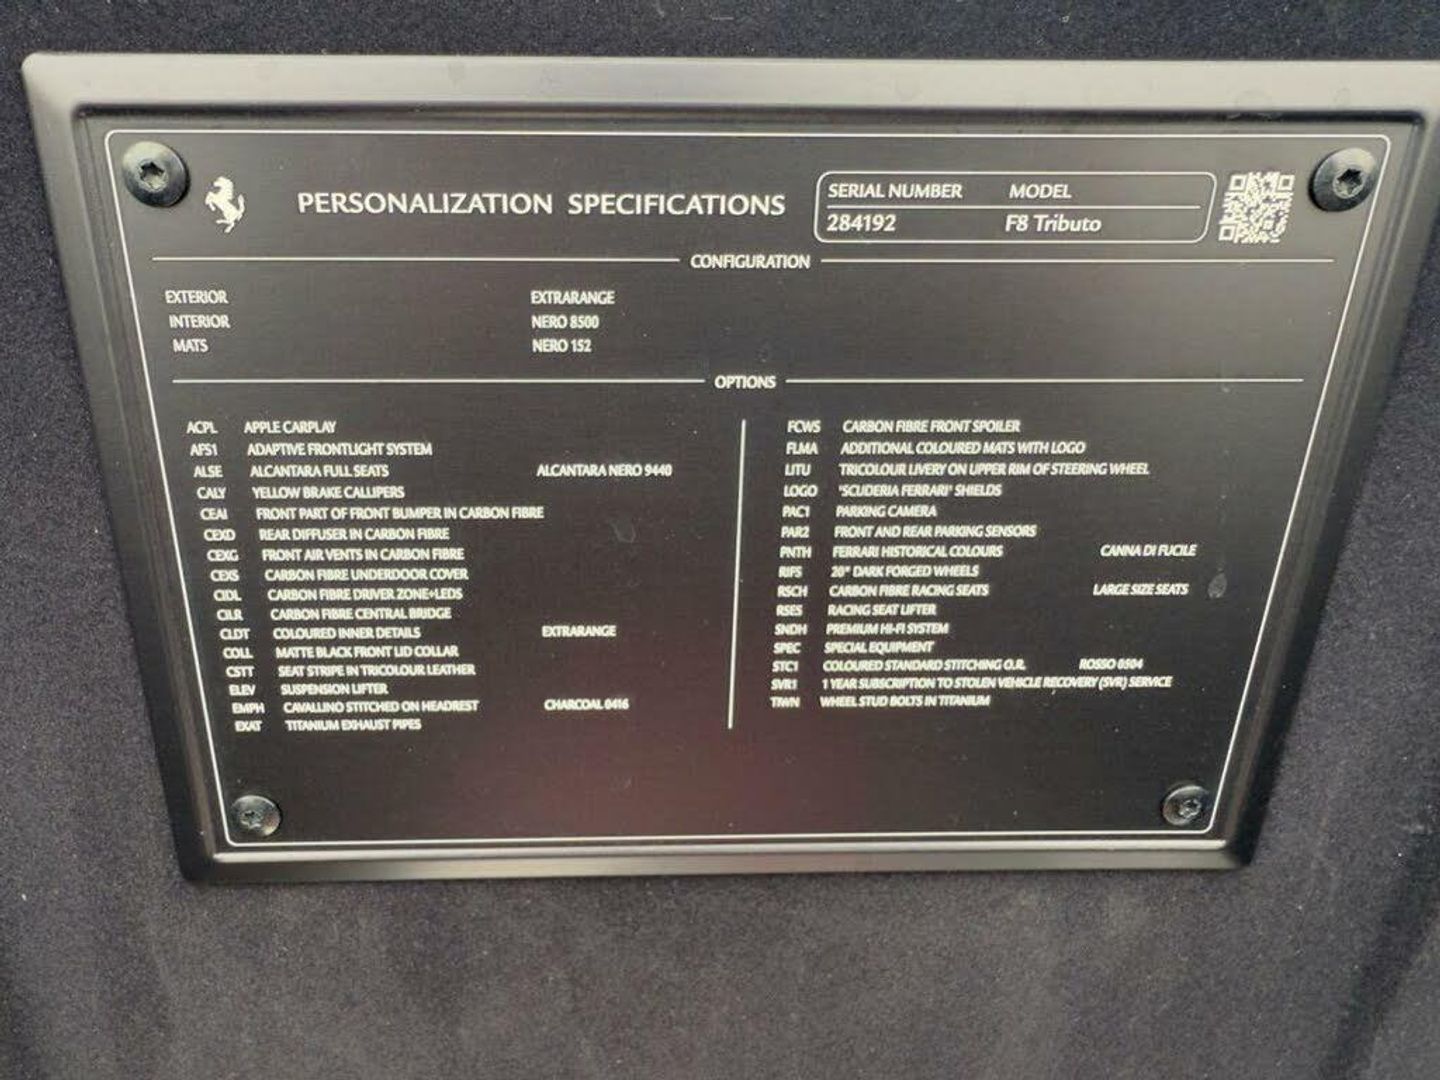 PERSONALIZATION SPECIFICATIONS
SERIAL NUMBER MODEL
284192 F8 Tributo
CONFIGURATION
EXTERIOR EXTRARANGE
INTERIOR NERO 8500
MATS NERO 152
OPTIONS
ACPL APPLE CARPLAY
AFS1 ADAPTIVE FRONTLIGHT SYSTEM
ALSE ALCANTARA FULL SEATS ALCANTARA NERO 9440
CALY YELLOW BRAKE CALLIPERS
CEAI FRONT PART OF FRONT BUMPER IN CARBON FIBRE
CEXD REAR DIFFUSER IN CARBON FIBRE
CEXG FRONT AIR VENTS IN CARBON FIBRE
CEXS CARBON FIBRE UNDERDOOR COVER
CIDL CARBON FIBRE DRIVER ZONE+LEDS
CILR CARBON FIBRE CENTRAL BRIDGE
CLDT COLOURED INNER DETAILS EXTRARANGE
COLL MATTE BLACK FRONT LID COLLAR
CSTT SEAT STRIPE IN TRICOLOUR LEATHER
ELEV SUSPENSION LIFTER
EMPH CAVALLINO STITCHED ON HEADREST CHARCOAL 0416
EXAT TITANIUM EXHAUST PIPES
FCWS CARBON FIBRE FRONT SPOILER
FLMA ADDITIONAL COLOURED MATS WITH LOGO
LITU TRICOLOUR LIVERY ON UPPER RIM OF STEERING WHEEL
LOGO "SCUDERIA FERRARI" SHIELDS
PAC1 PARKING CAMERA
PAR2 FRONT AND REAR PARKING SENSORS
PNTH FERRARI HISTORICAL COLOURS CANNA DI FUCILE
RIFS 20" DARK FORGED WHEELS
RSCH CARBON FIBRE RACING SEATS LARGE SIZE SEATS
RSES RACING SEAT LIFTER
SNDH PREMIUM HI-FI SYSTEM
SPEC SPECIAL EQUIPMENT
STC1 COLOURED STANDARD STITCHING O.R. ROSSO 0504
SVR1 1 YEAR SUBSCRIPTION TO STOLEN VEHICLE RECOVERY (SVR) SERVICE
TIWN WHEEL STUD BOLTS IN TITANIUM